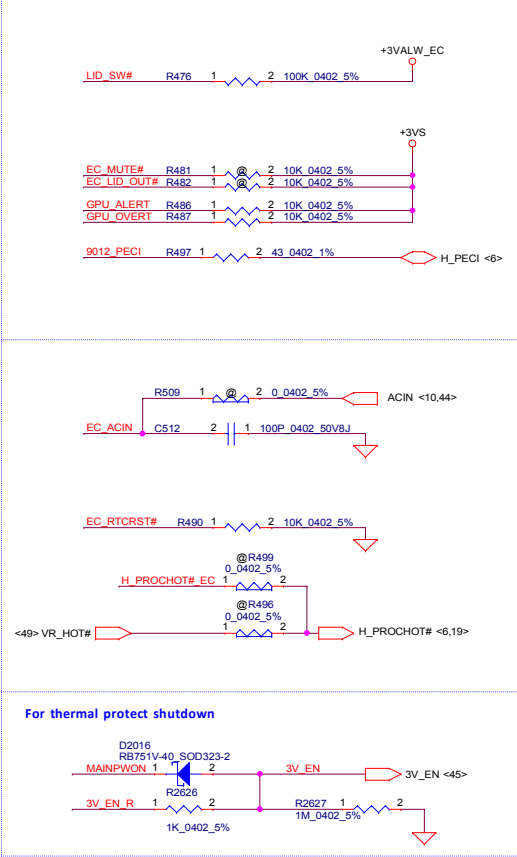 +3VALW_EC
LID_SW# R476 1 2 100K_0402_5%
+3VS
EC_MUTE# R481 1 @ 2 10K_0402_5%
EC_LID_OUT# R482 1 @ 2 10K_0402_5%
GPU_ALERT R486 1 2 10K_0402_5%
GPU_OVERT R487 1 2 10K_0402_5%
9012_PECI R497 1 2 43_0402_1% H_PECI <6>
R509 1 @ 2 0_0402_5% ACIN <10,44>
EC_ACIN C512 2 1 100P_0402_50V8J
EC_RTCRST# R490 1 2 10K_0402_5%
@R499
0_0402_5%
H_PROCHOT#_EC 1 2
@R496
0_0402_5%
<49> VR_HOT# 1 2 H_PROCHOT# <6,19>
For thermal protect shutdown
D2016
RB751V-40_SOD323-2
MAINPWON 1 2 3V_EN 3V_EN <45>
R2626
3V_EN_R 1 2 R2627 1 2
1K_0402_5% 1M_0402_5%